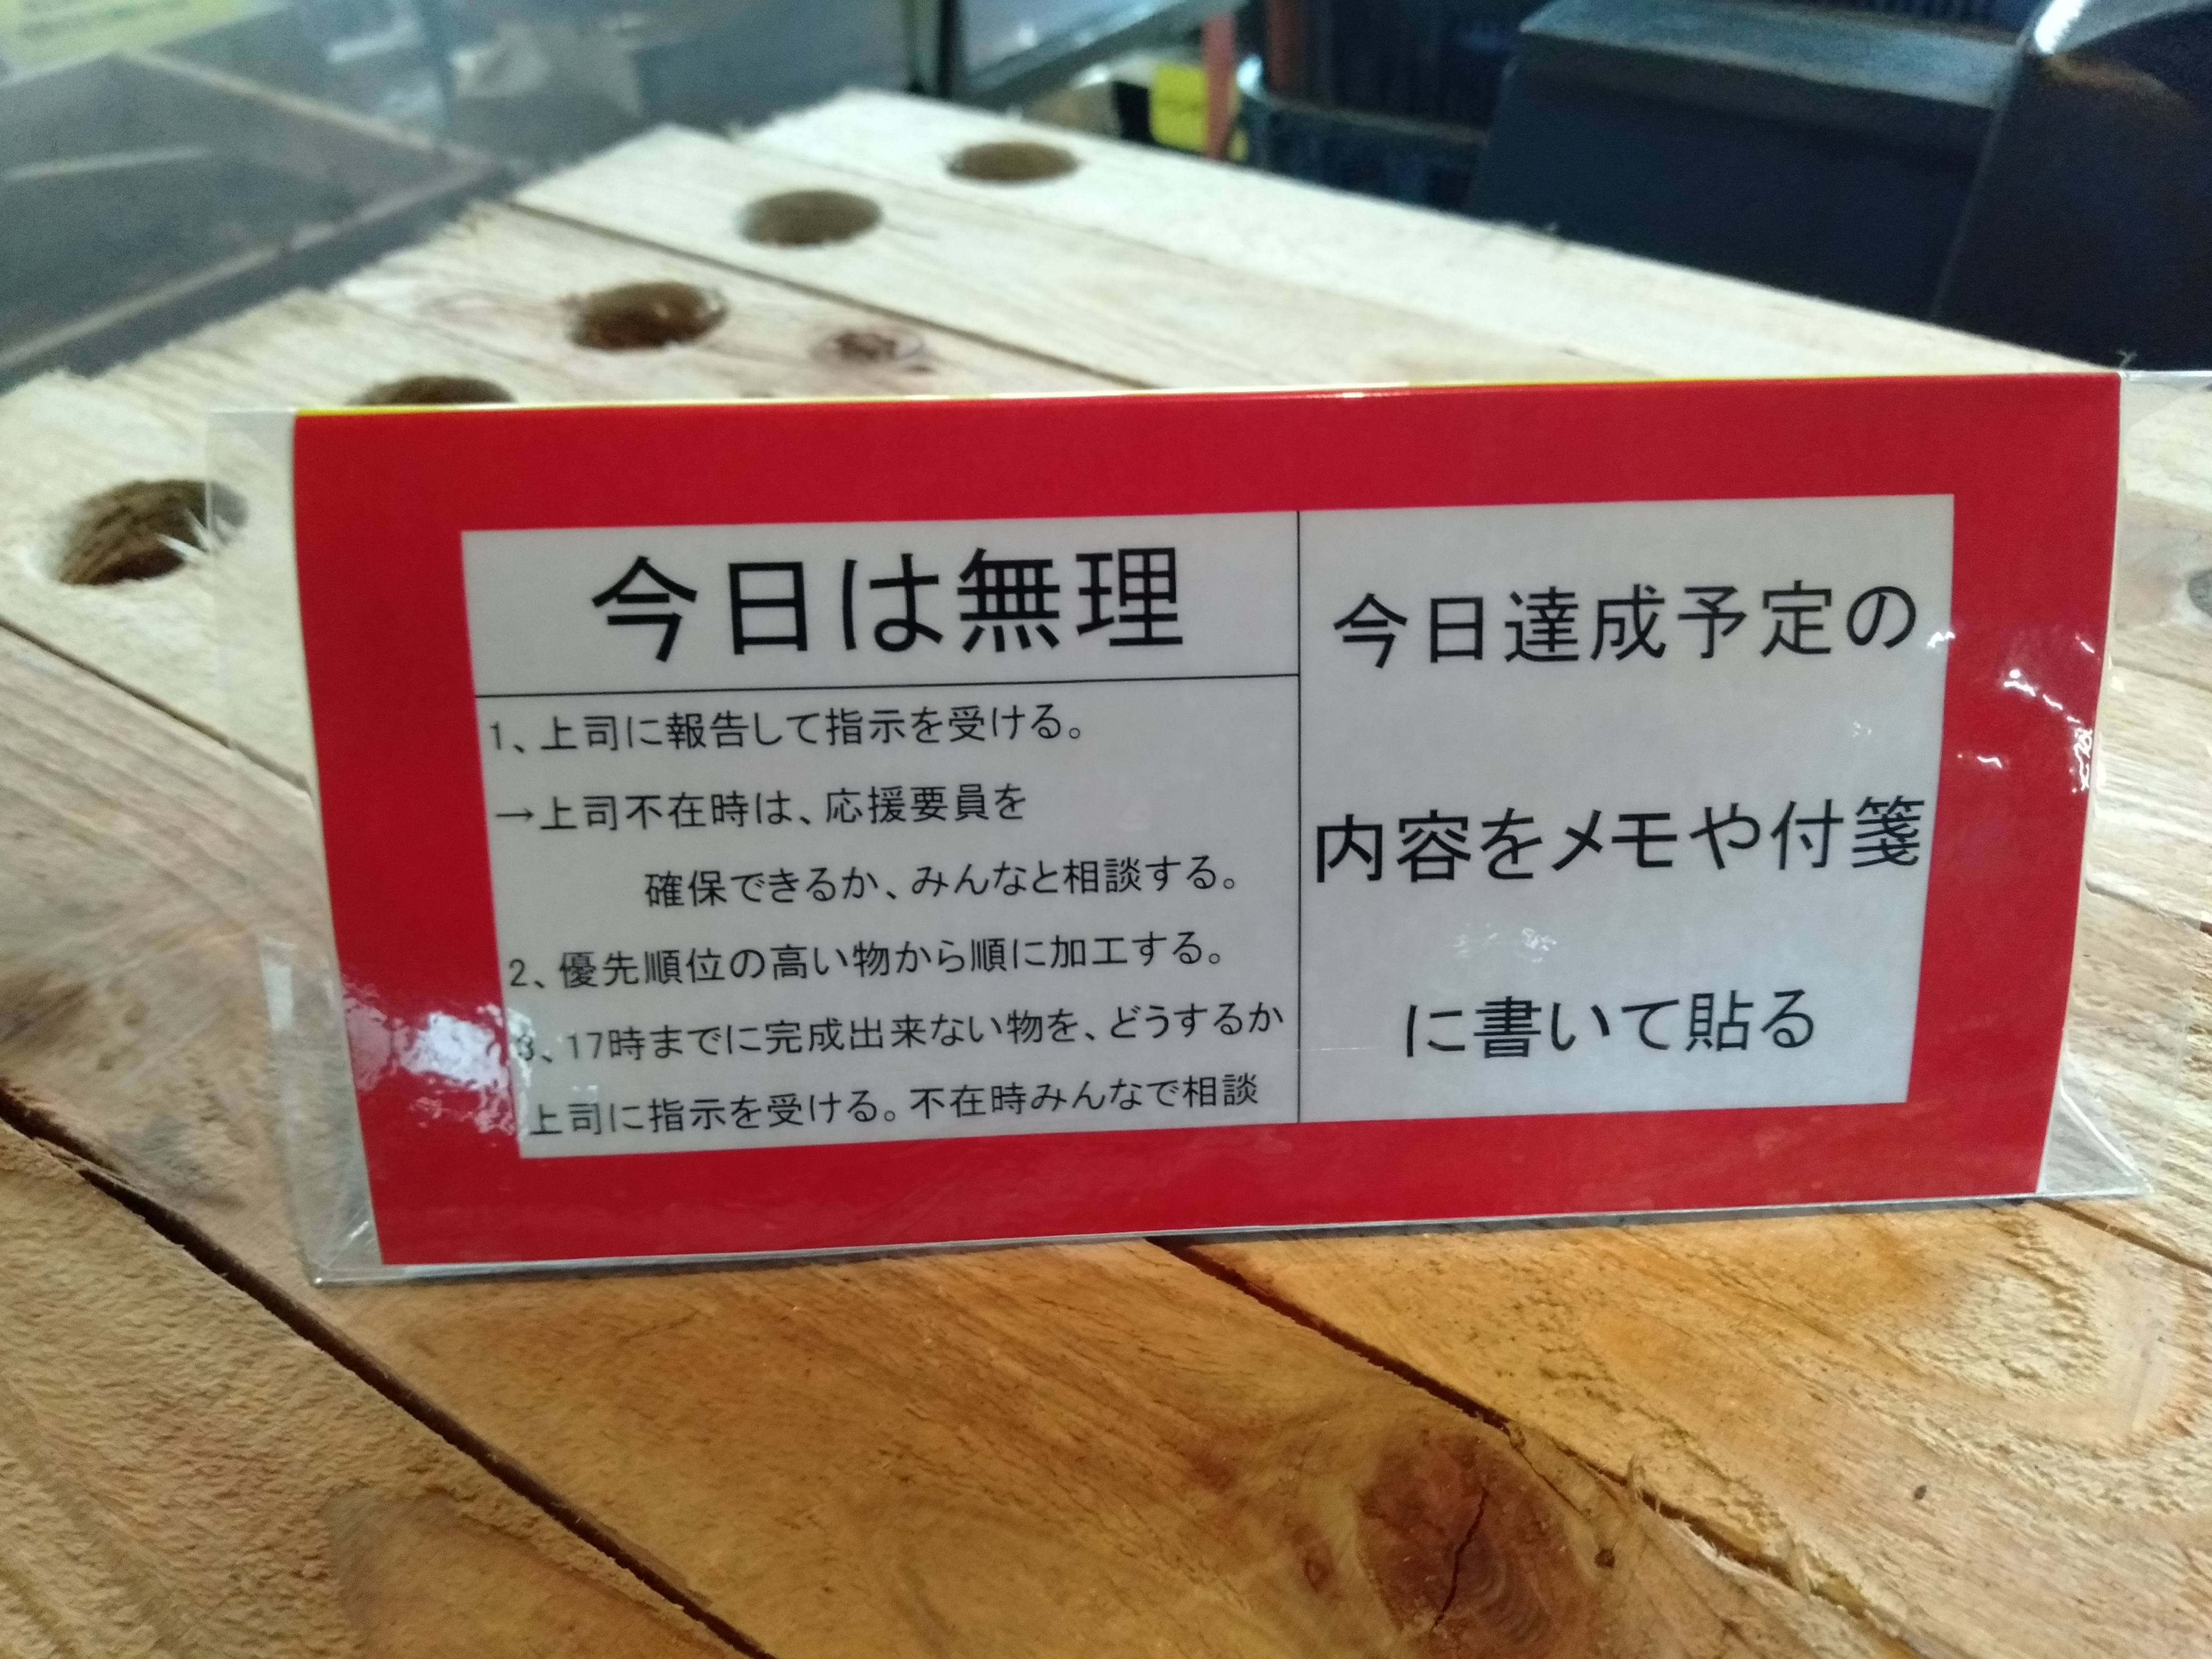 今日は無理
1、上司に報告して指示を受ける。
→上司不在時は、応援要員を
確保できるか、みんなと相談する。
2、優先順位の高い物から順に加工する。
3、17時までに完成出来ない物を、どうするか
上司に指示を受ける。不在時みんなで相談
今日達成予定の
内容をメモや付箋
に書いて貼る